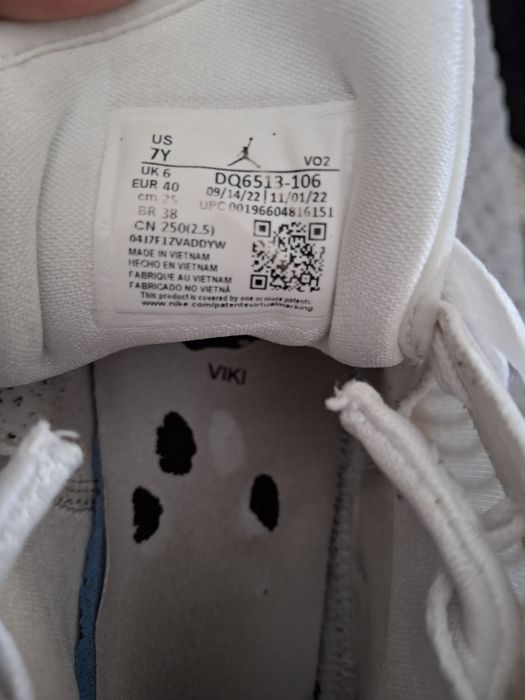 US
7Y
UK 6
EUR 40
cm 25
BR 38
CN 250(2.5)
VO2
DQ6513-106
09/14/22 | 11/01/22
UPC 00196604816151
04J7F1ZVADDYW
MADE IN VIETNAM
HECHO EN VIETNAM
FABRIQUE AU VIETNAM
FABRICADO NO VIETNÃ
This product is covered by one or more patents:
www.nike.com/patentsvirtualmarking
VIKI